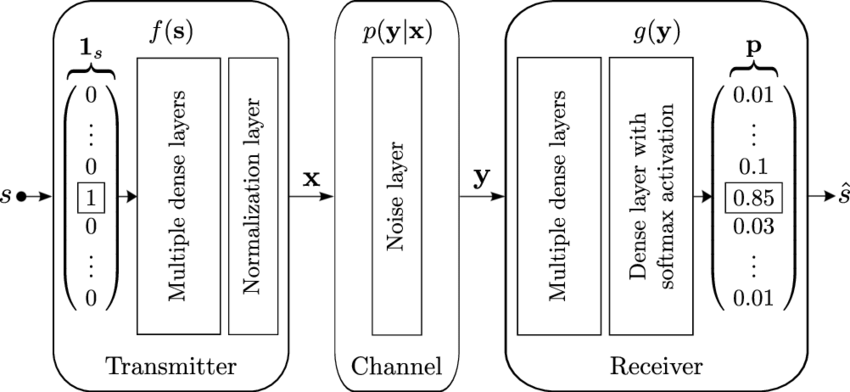 f(𝐬)
p(𝐲|𝐱)
g(𝐲)
𝟏ₛ
𝐩
s
0
⋮
0
1
0
⋮
0
Multiple dense layers
Normalization layer
𝐱
Noise layer
𝐲
Multiple dense layers
Dense layer with
softmax activation
0.01
⋮
0.1
0.85
0.03
⋮
0.01
ŝ
Transmitter
Channel
Receiver